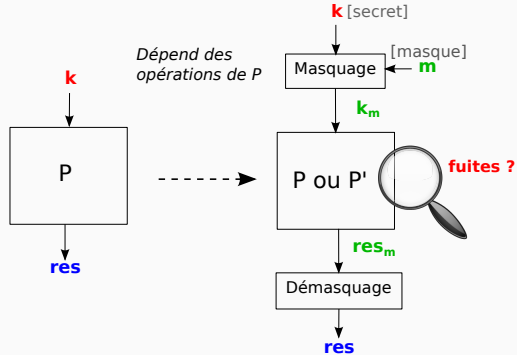 k
P
res
Dépend des
opérations de P
k [secret]
[masque]
Masquage
m
km
P ou P'
fuites ?
resm
Démasquage
res